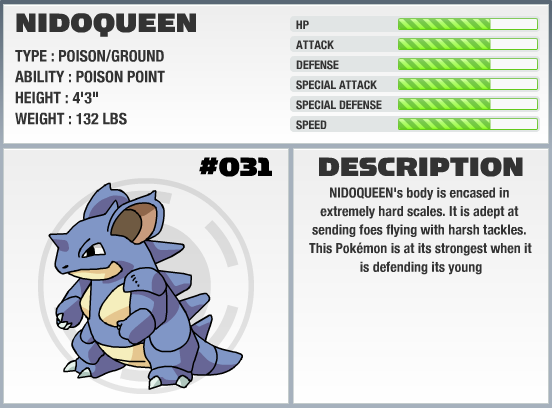 NIDOQUEEN
TYPE : POISON/GROUND
ABILITY : POISON POINT
HEIGHT : 4'3"
WEIGHT : 132 LBS
HP
ATTACK
DEFENSE
SPECIAL ATTACK
SPECIAL DEFENSE
SPEED
#031
DESCRIPTION
NIDOQUEEN's body is encased in
extremely hard scales. It is adept at
sending foes flying with harsh tackles.
This Pokémon is at its strongest when it
is defending its young